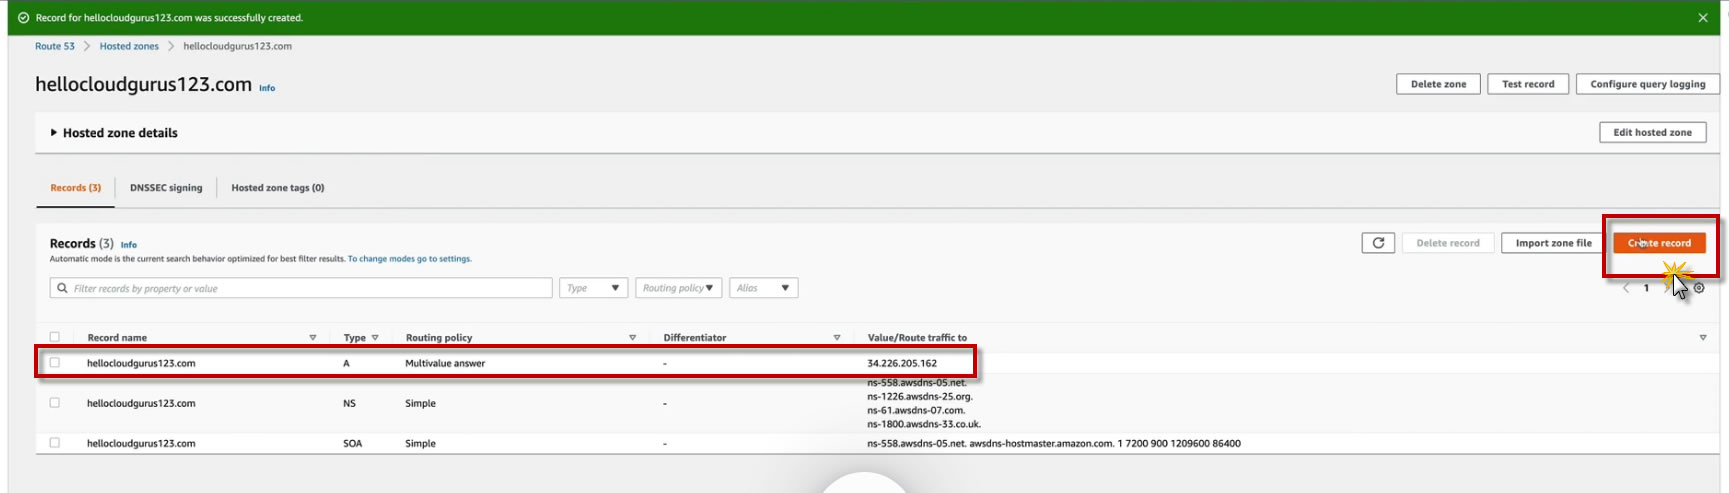 Record for hellocloudgurus123.com was successfully created.
Route 53 > Hosted zones > hellocloudgurus123.com
hellocloudgurus123.com Info
Delete zone Test record Configure query logging
Hosted zone details
Edit hosted zone
Records (3) DNSSEC signing Hosted zone tags (0)
Records (3) Info
Delete record Import zone file Create record
Automatic mode is the current search behavior optimized for best filter results. To change modes go to settings.
Filter records by property or value Type Routing policy Alias
1
Record name Type Routing policy Differentiator Value/Route traffic to
hellocloudgurus123.com A Multivalue answer - 34.226.205.162
ns-558.awsdns-05.net.
ns-1226.awsdns-25.org.
hellocloudgurus123.com NS Simple -
ns-61.awsdns-07.com.
ns-1800.awsdns-33.co.uk.
hellocloudgurus123.com SOA Simple - ns-558.awsdns-05.net. awsdns-hostmaster.amazon.com. 1 7200 900 1209600 86400